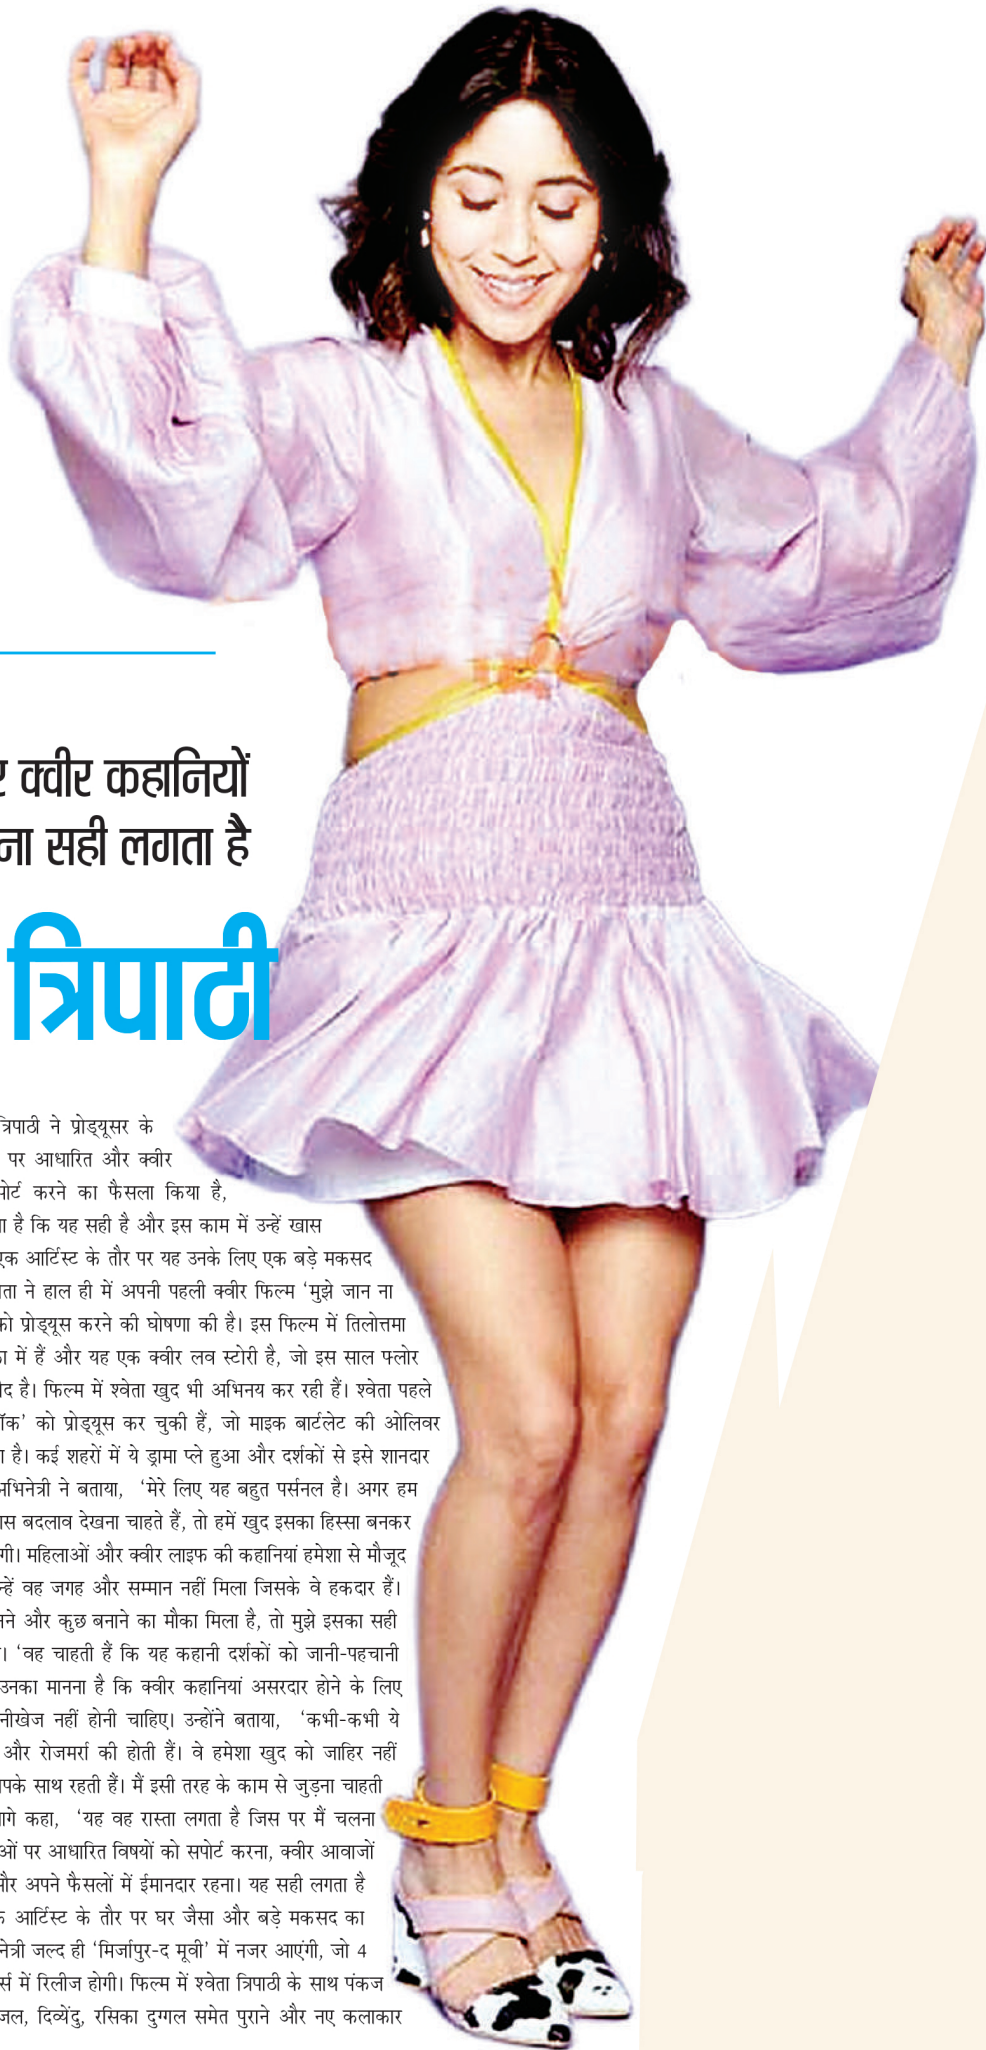 क्वीर कहानियों
सही लगता है
त्रिपाठी
त्रिपाठी ने प्रोड्यूसर के
पर आधारित और क्वीर
करने का फैसला किया है,
है कि यह सही है और इस काम में उन्हें खास
एक आर्टिस्ट के तौर पर यह उनके लिए एक बड़े मकसद
ने हाल ही में अपनी पहली क्वीर फिल्म ‘मुझे जान ना
को प्रोड्यूस करने की घोषणा की है। इस फिल्म में तिलोत्तमा
में हैं और यह एक क्वीर लव स्टोरी है, जो इस साल फ्लोर
है। फिल्म में श्वेता खुद भी अभिनय कर रही हैं। श्वेता पहले
को प्रोड्यूस कर चुकी हैं, जो माइक बार्टलेट की ओलिवर
है। कई शहरों में ये ड्रामा प्ले हुआ और दर्शकों से इसे शानदार
अभिनेत्री ने बताया, ‘मेरे लिए यह बहुत पर्सनल है। अगर हम
बदलाव देखना चाहते हैं, तो हमें खुद इसका हिस्सा बनकर
महिलाओं और क्वीर लाइफ की कहानियां हमेशा से मौजूद
वह जगह और सम्मान नहीं मिला जिसके वे हकदार हैं।
और कुछ बनाने का मौका मिला है, तो मुझे इसका सही
‘वह चाहती हैं कि यह कहानी दर्शकों को जानी-पहचानी
उनका मानना है कि क्वीर कहानियां असरदार होने के लिए
नहीं होनी चाहिए। उन्होंने बताया, ‘कभी-कभी ये
और रोजमर्रा की होती हैं। वे हमेशा खुद को जाहिर नहीं
साथ रहती हैं। मैं इसी तरह के काम से जुड़ना चाहती
कहा, ‘यह वह रास्ता लगता है जिस पर मैं चलना
पर आधारित विषयों को सपोर्ट करना, क्वीर आवाजों
और अपने फैसलों में ईमानदार रहना। यह सही लगता है
आर्टिस्ट के तौर पर घर जैसा और बड़े मकसद का
जल्द ही ‘मिर्जापुर-द मूवी’ में नजर आएंगी, जो 4
में रिलीज होगी। फिल्म में श्वेता त्रिपाठी के साथ पंकज
दिव्येंदु, रसिका दुग्गल समेत पुराने और नए कलाकार